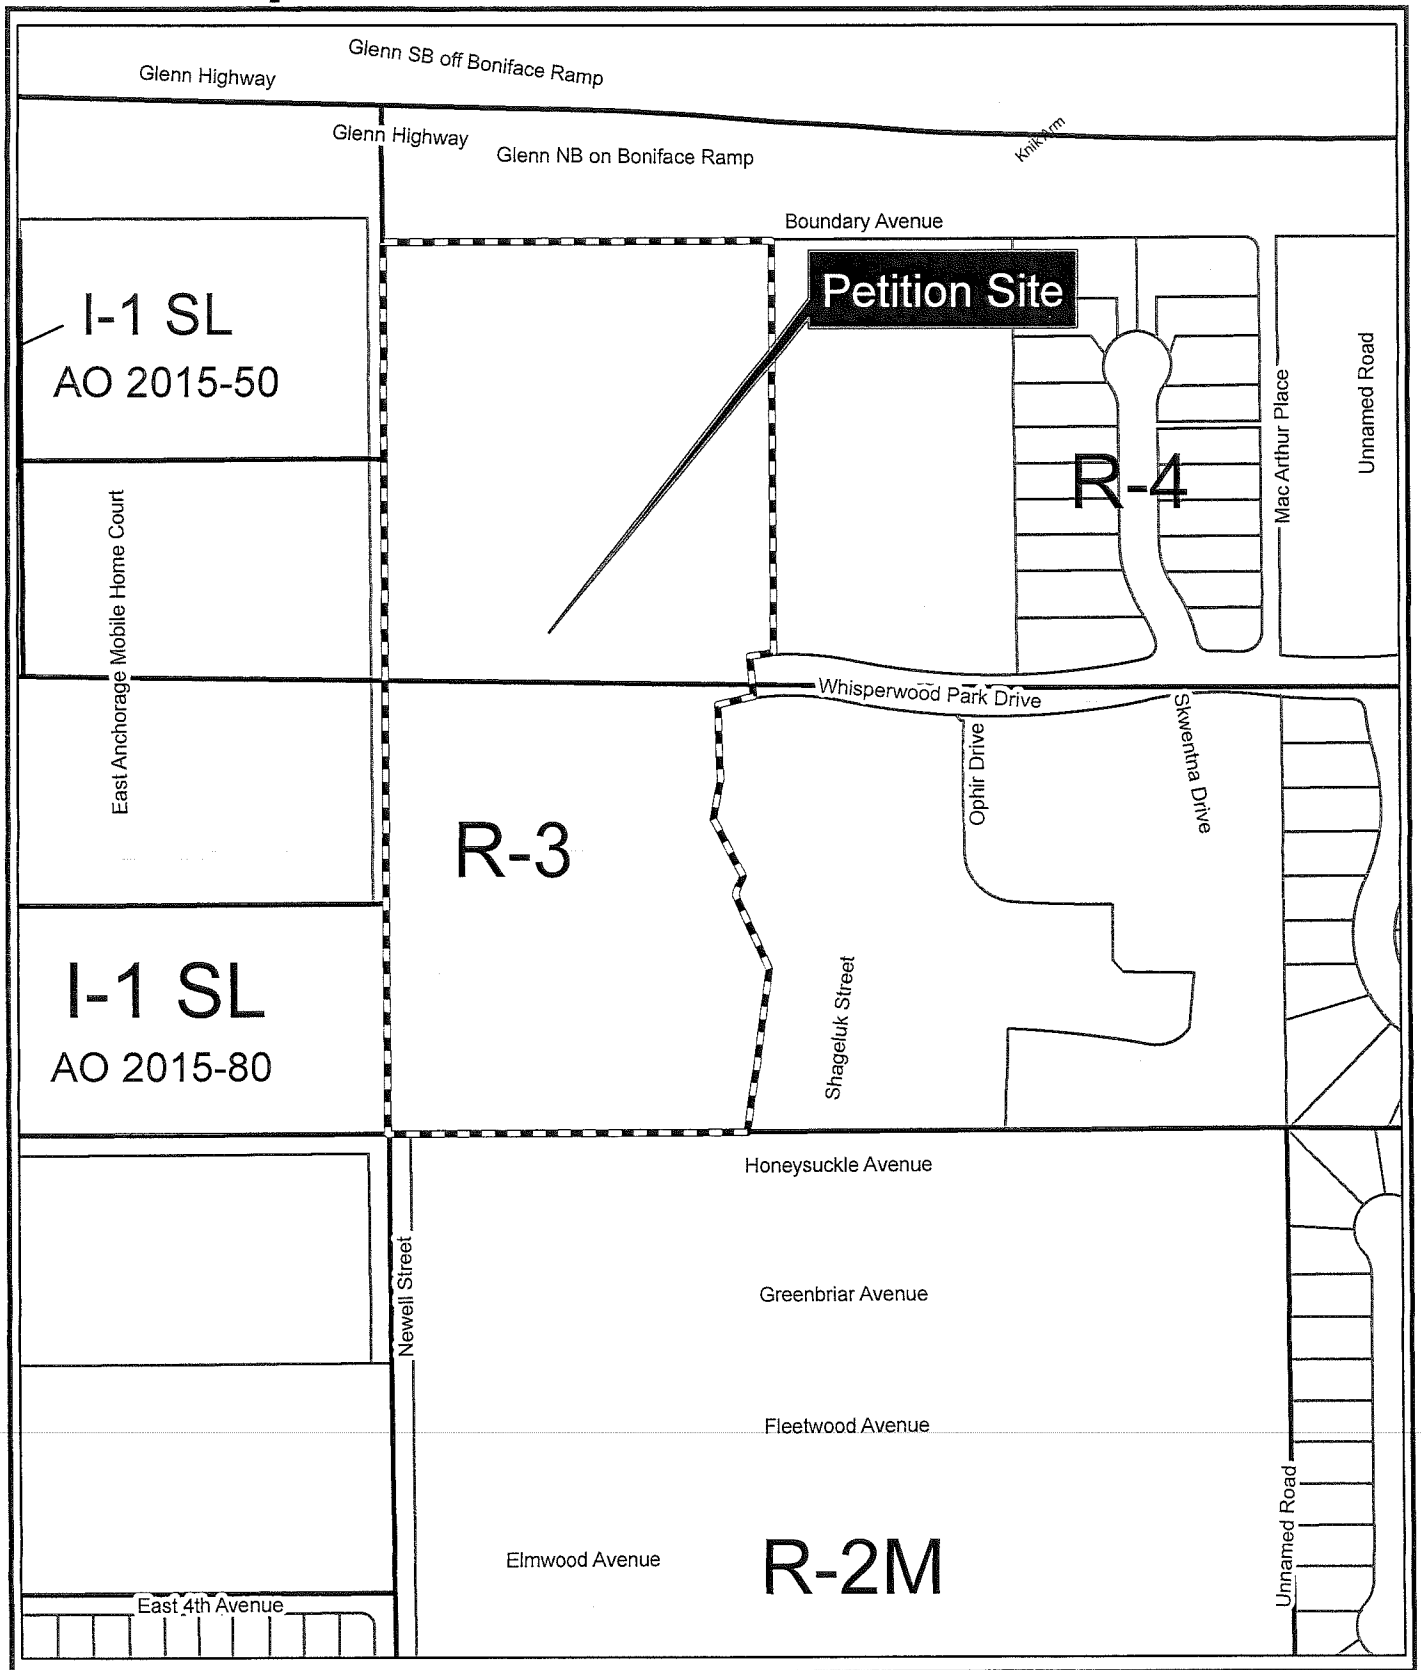 Glenn SB off Boniface Ramp
Glenn Highway
Glenn Highway
Glenn NB on Boniface Ramp
Knik Arm
Boundary Avenue
Petition Site
I-1 SL
AO 2015-50
R-4
Mac Arthur Place
Unnamed Road
East Anchorage Mobile Home Court
Whisperwood Park Drive
Ophir Drive
Skwentna Drive
R-3
I-1 SL
AO 2015-80
Shageluk Street
Honeysuckle Avenue
Newell Street
Greenbriar Avenue
Fleetwood Avenue
Elmwood Avenue
R-2M
Unnamed Road
East 4th Avenue